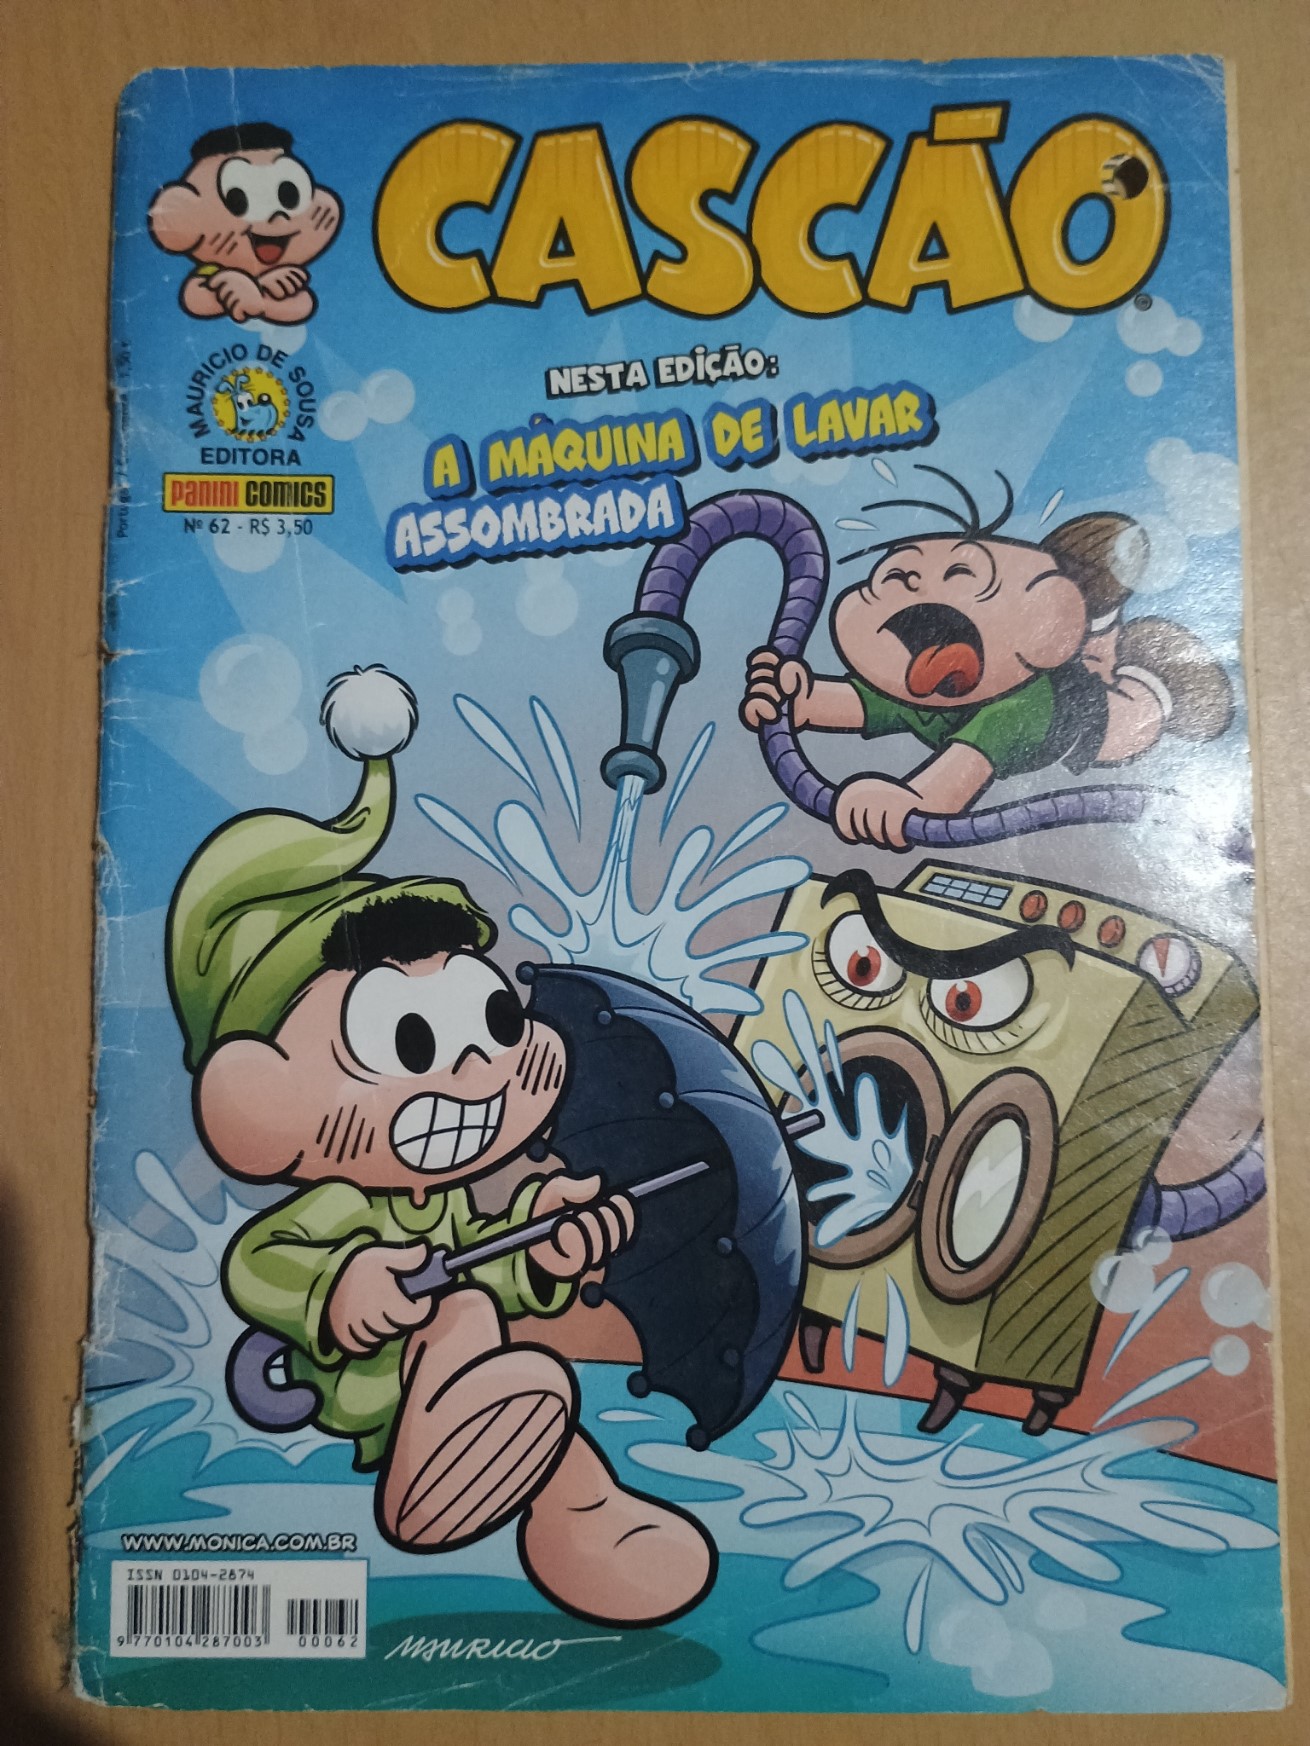 CASCÃO
MAURICIO DE SOUSA
EDITORA
PANINI COMICS
Nº 62 - R$ 3,50
NESTA EDIÇÃO:
A MÁQUINA DE LAVAR
ASSOMBRADA
WWW.MONICA.COM.BR
ISSN 0104-2874
9 770104 287003
00062
MAURICIO